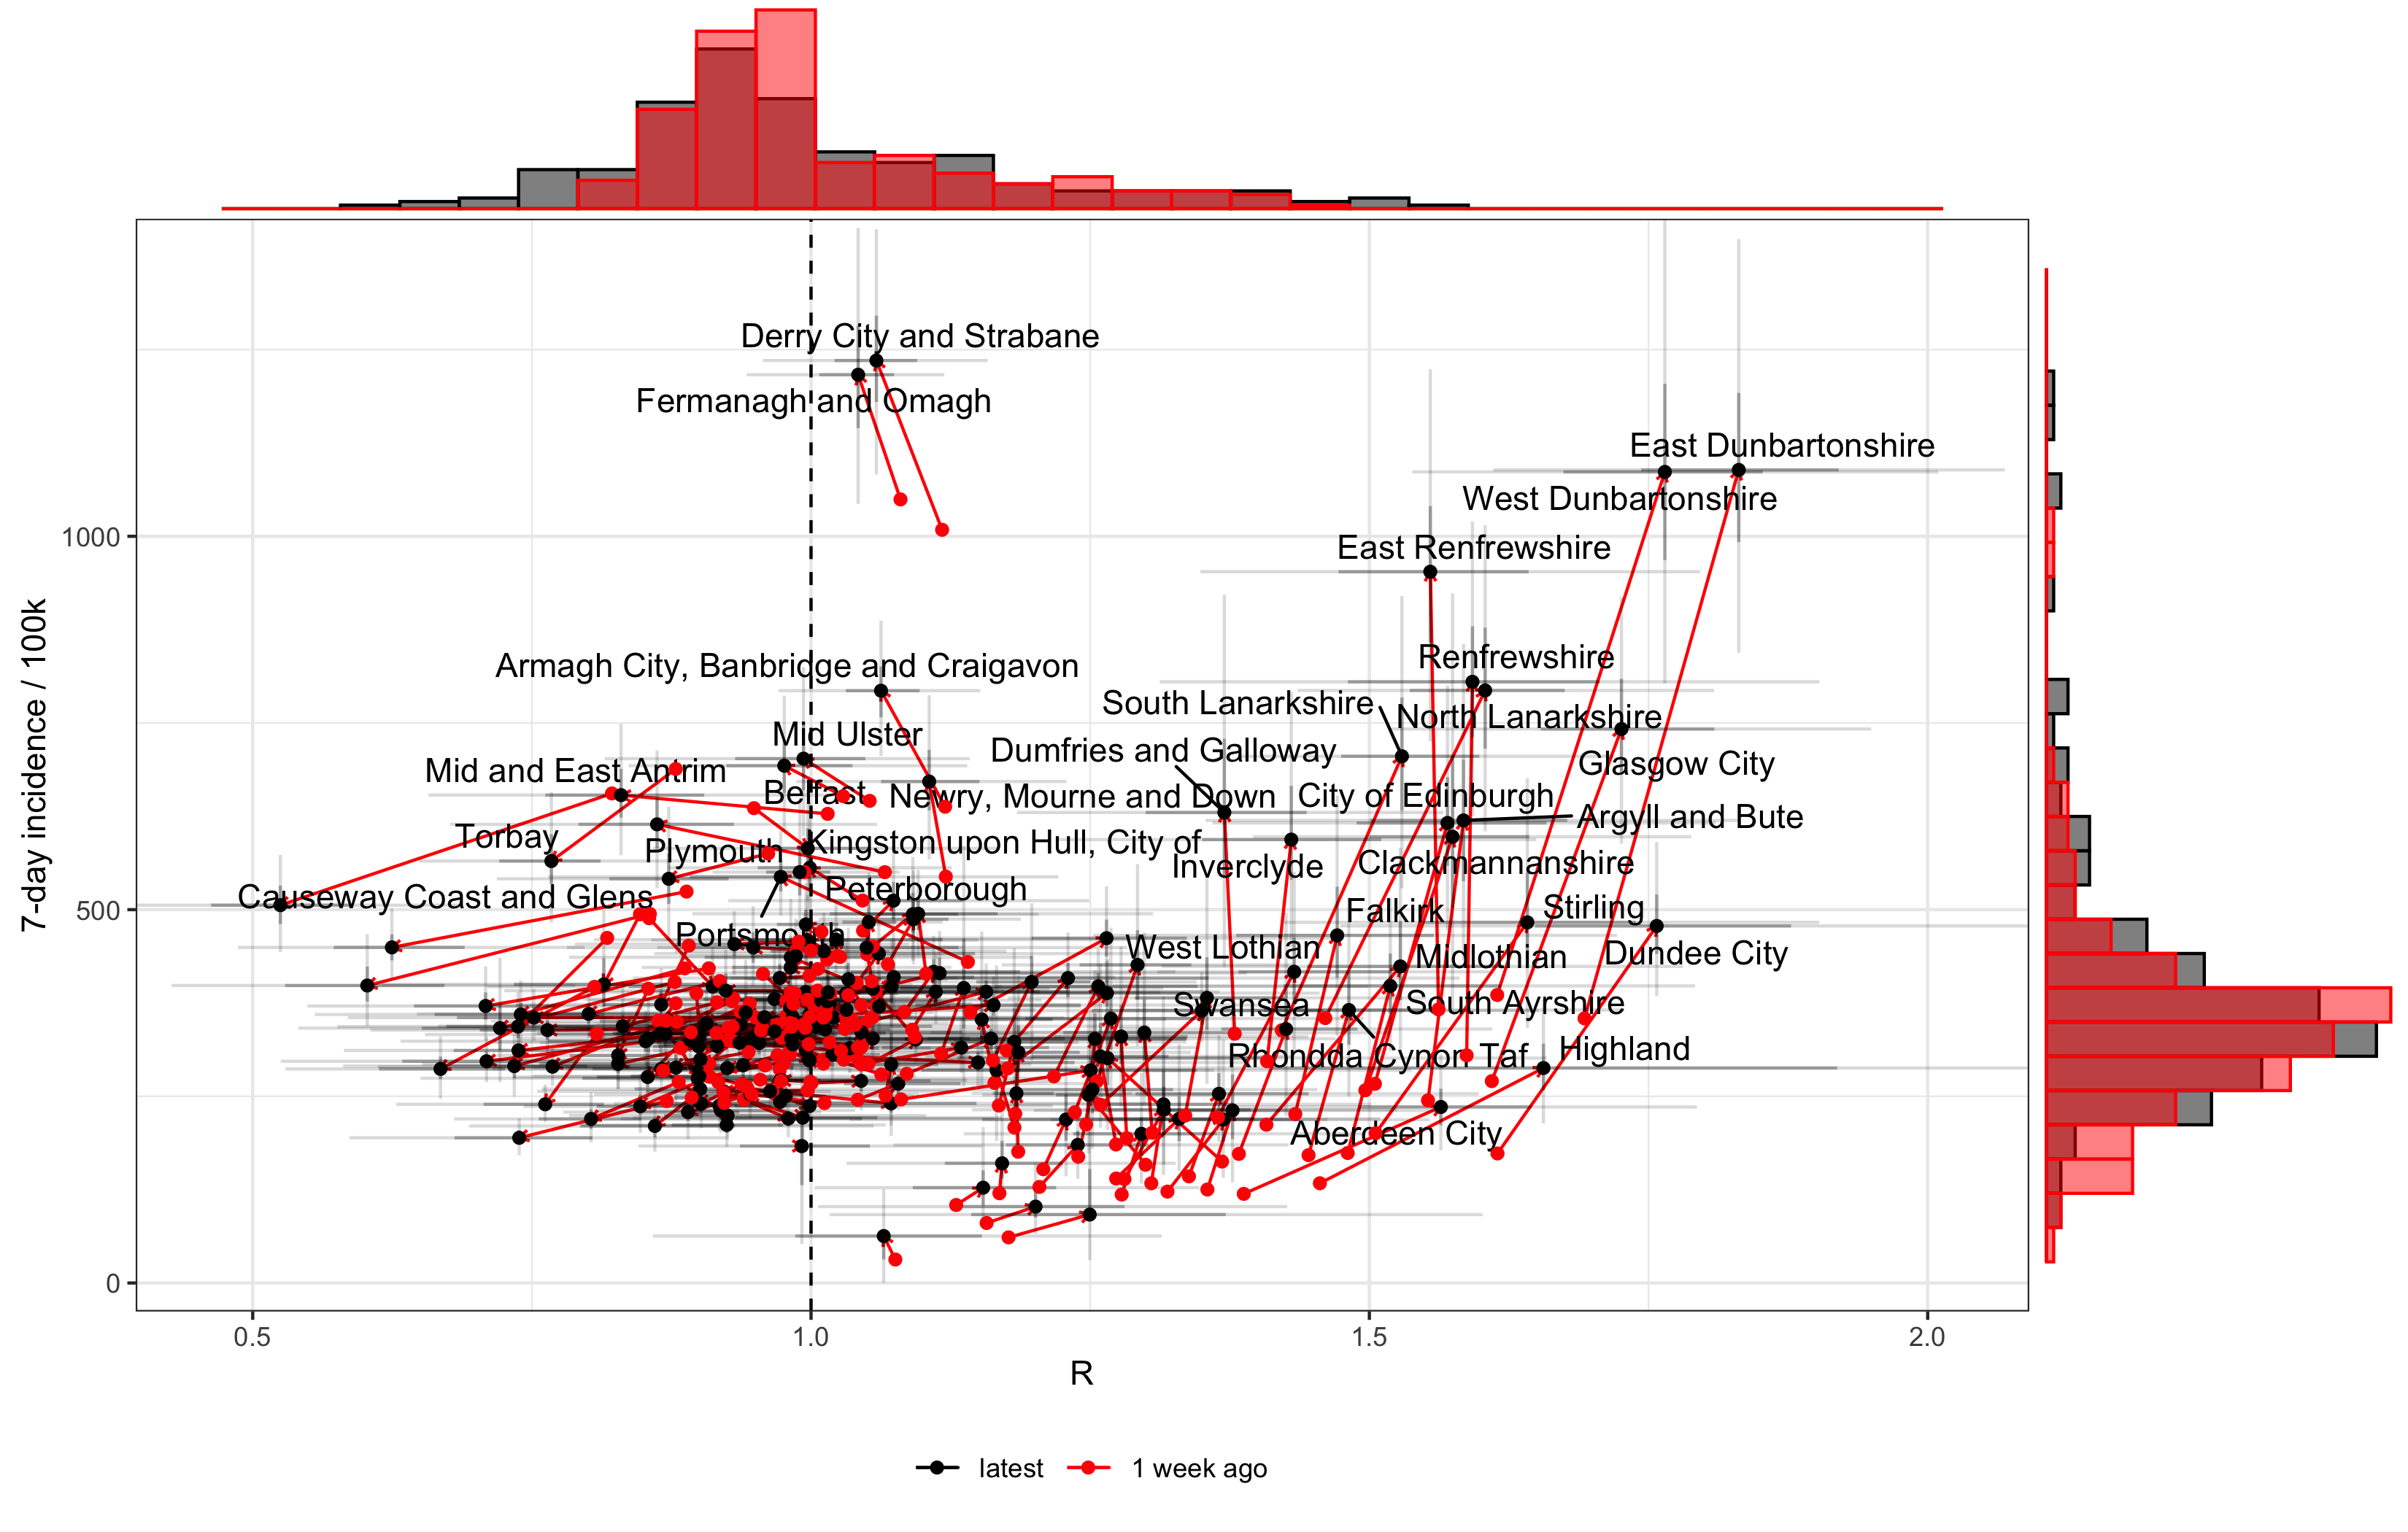 Derry City and Strabane
Fermanagh and Omagh
East Dunbartonshire
West Dunbartonshire
East Renfrewshire
1000
7-day incidence / 100k
Armagh City, Banbridge and Craigavon
Renfrewshire
South Lanarkshire
North Lanarkshire
Mid Ulster
Dumfries and Galloway
Glasgow City
Mid and East Antrim
Belfast
Newry, Mourne and Down
City of Edinburgh
Argyll and Bute
Torbay
Plymouth
Kingston upon Hull, City of
Inverclyde
Clackmannanshire
Causeway Coast and Glens
Peterborough
500
Falkirk
Stirling
Portsmouth
West Lothian
Midlothian
Dundee City
Swansea
South Ayrshire
Rhondda Cynon Taf
Highland
Aberdeen City
0
0.5
1.0
1.5
2.0
R
latest
1 week ago